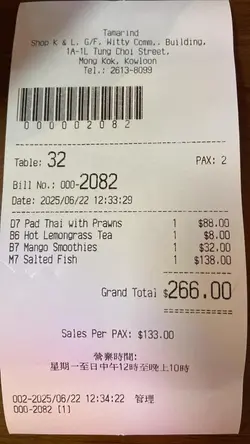 Tamarind
Shop K & L, G/F, Witty Comm,. Building,
1A-1L Tung Choi Street,
Mong Kok, Kowloon
Tel.: 2613-8099
000002082
Table: 32 PAX: 2
Bill No.: 000-2082
Date: 2025/06/22 12:33:29
D7 Pad Thai with Prawns 1 $88.00
B6 Hot Lemongrass Tea 1 $8.00
B7 Mango Smoothies 1 $32.00
M7 Salted Fish 1 $138.00
Grand Total $266.00
Sales Per PAX: $133.00
營業時間:
星期一至日中午12時至晚上10時
002-2025/06/22 12:34:22 管理
000-2082 [1]